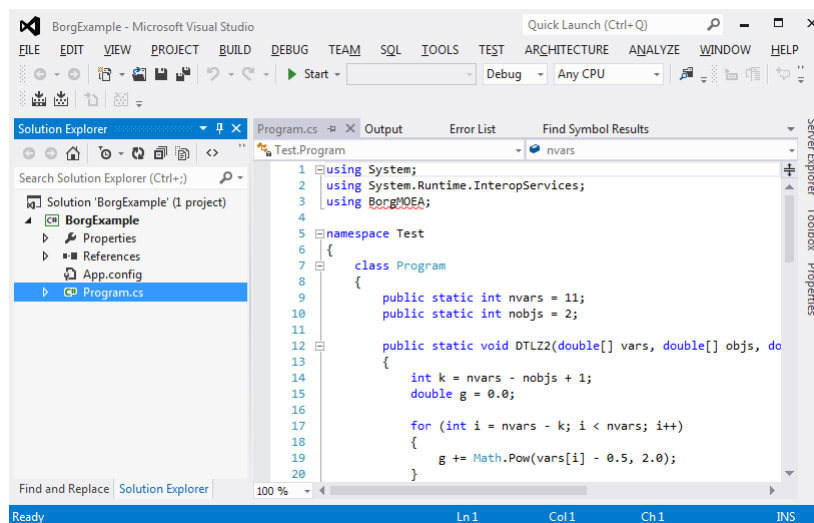 BorgExample - Microsoft Visual Studio
Quick Launch (Ctrl+Q)
FILE EDIT VIEW PROJECT BUILD DEBUG TEAM SQL TOOLS TEST ARCHITECTURE ANALYZE WINDOW HELP
Start Debug Any CPU
Solution Explorer
Search Solution Explorer (Ctrl+;)
Solution 'BorgExample' (1 project)
C# BorgExample
Properties
References
App.config
C# Program.cs
Find and Replace Solution Explorer
Program.cs Output Error List Find Symbol Results
Test.Program nvars
1 using System;
2 using System.Runtime.InteropServices;
3 using BorgMOEA;
4
5 namespace Test
6 {
7 class Program
8 {
9 public static int nvars = 11;
10 public static int nobjs = 2;
11
12 public static void DTLZ2(double[] vars, double[] objs, do
13 {
14 int k = nvars - nobjs + 1;
15 double g = 0.0;
16
17 for (int i = nvars - k; i < nvars; i++)
18 {
19 g += Math.Pow(vars[i] - 0.5, 2.0);
20 }
100 %
Server Explorer
Toolbox
Properties
Ready Ln 1 Col 1 Ch 1 INS